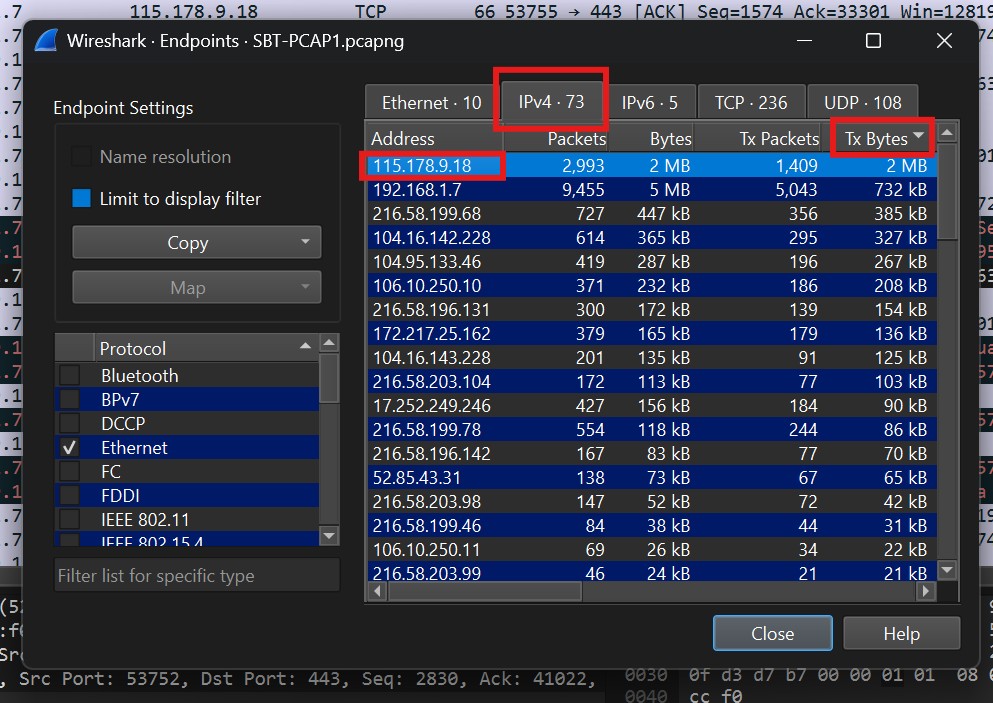 .7 115.178.9.18 TCP 66 53755 → 443 [ACK] Seq=1574 Ack=33301 Win=12819
Wireshark · Endpoints · SBT-PCAP1.pcapng
Endpoint Settings
Name resolution
Limit to display filter
Copy
Map
Protocol
Bluetooth
BPv7
DCCP
Ethernet
FC
FDDI
IEEE 802.11
IEEE 802.15.4
Filter list for specific type
Ethernet · 10 IPv4 · 73 IPv6 · 5 TCP · 236 UDP · 108
Address Packets Bytes Tx Packets Tx Bytes
115.178.9.18 2,993 2 MB 1,409 2 MB
192.168.1.7 9,455 5 MB 5,043 732 kB
216.58.199.68 727 447 kB 356 385 kB
104.16.142.228 614 365 kB 295 327 kB
104.95.133.46 419 287 kB 196 267 kB
106.10.250.10 371 232 kB 186 208 kB
216.58.196.131 300 172 kB 139 154 kB
172.217.25.162 379 165 kB 179 136 kB
104.16.143.228 201 135 kB 91 125 kB
216.58.203.104 172 113 kB 77 103 kB
17.252.249.246 427 156 kB 184 90 kB
216.58.199.78 554 118 kB 244 86 kB
216.58.196.142 167 83 kB 77 70 kB
52.85.43.31 138 73 kB 67 65 kB
216.58.203.98 147 52 kB 72 42 kB
216.58.199.46 84 38 kB 44 31 kB
106.10.250.11 69 26 kB 34 22 kB
216.58.203.99 46 24 kB 21 21 kB
Close Help
, Src Port: 53752, Dst Port: 443, Seq: 2830, Ack: 41022,
0030 0f d3 d7 b7 00 00 01 01 08
0040 cc f0